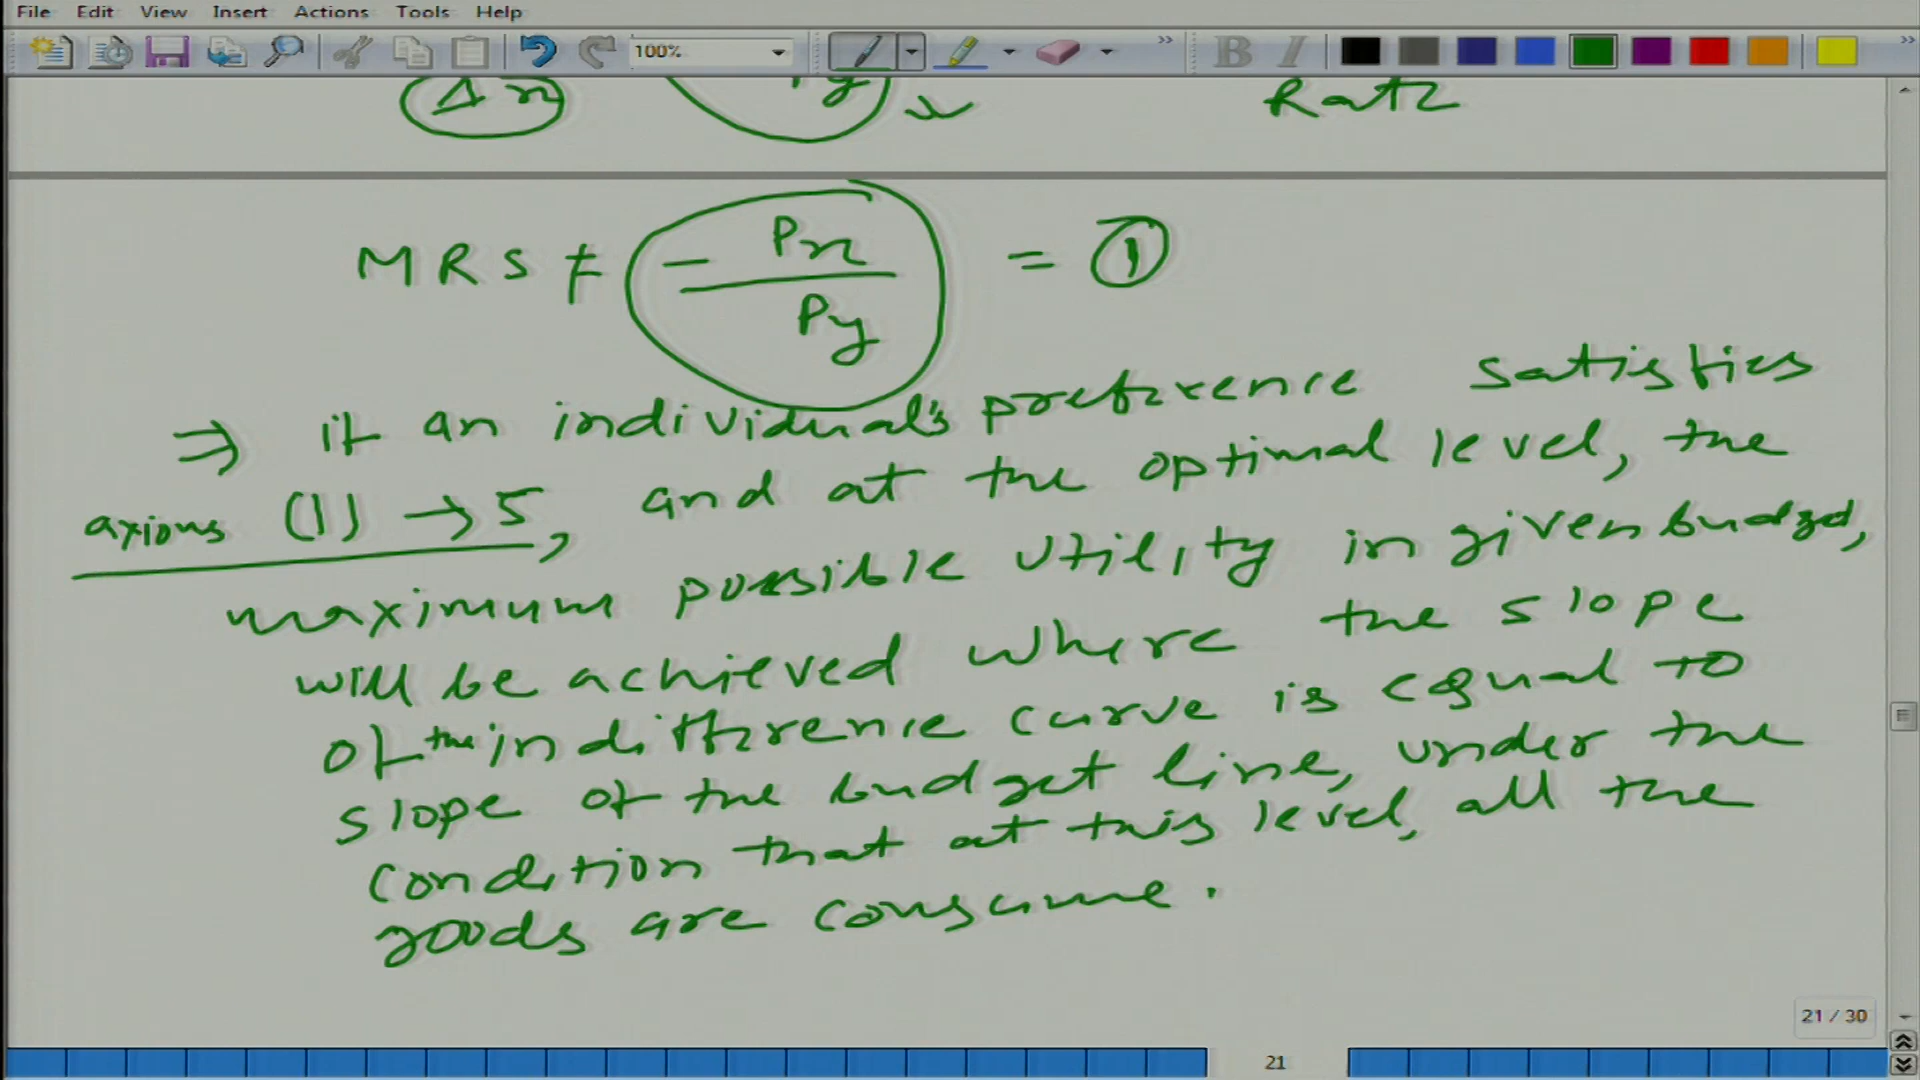 File Edit View Insert Actions Tools Help
100%
Δx Py Rate
MRS ≠ - Px / Py = 1
⇒ if an individual's preference satisfies
axioms (1) → 5, and at the optimal level, the
maximum possible utility in given budget,
will be achieved where the slope
of the indifference curve is equal to
slope of the budget line, under the
condition that at this level, all the
goods are consume.
21 / 30
21